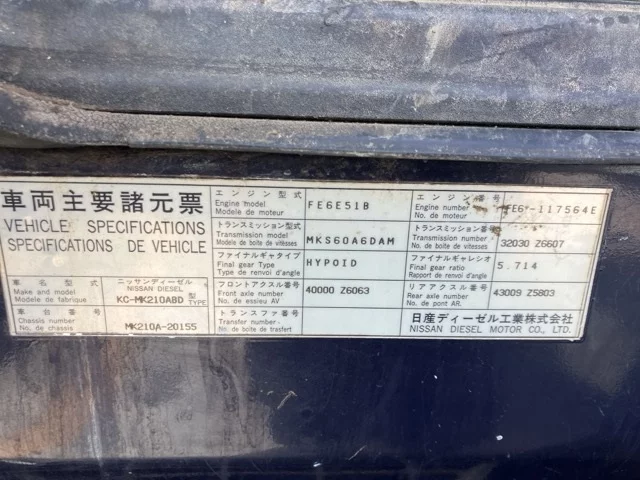 車両主要諸元票
VEHICLE SPECIFICATIONS
SPECIFICATIONS DE VEHICLE
車名型式
Make and model
Modele de fabrique
ニッサンディーゼル
NISSAN DIESEL
KC-MK210ABD 型
TYPE
車台番号
Chassis number
No. de chassis
MK210A-20155
エンジン型式
Engine model
Modele de moteur
FE6E51B
トランスミッション型式
Transmission model
Modele de boite de vitesses
MKS60A6DAM
ファイナルギヤタイプ
Final gear Type
Type de renvoi d'angle
HYPOID
フロントアクスル番号
Front axle number
No. de essieu AV
40000 Z6063
トランスファ番号
Transfer number
No. de boite de trasfert
エンジン番号
Engine number
No. de moteur
FE6*-117564E
トランスミッション番号
Transmission number
No. de boite de vitesses
32030 Z6607
ファイナルギヤレシオ
Final gear ratio
Rapport de renvoi d'angle
5.714
リアアクスル番号
Rear axle number
No. de pont AR.
43009 Z5803
日産ディーゼル工業株式会社
NISSAN DIESEL MOTOR CO., LTD.